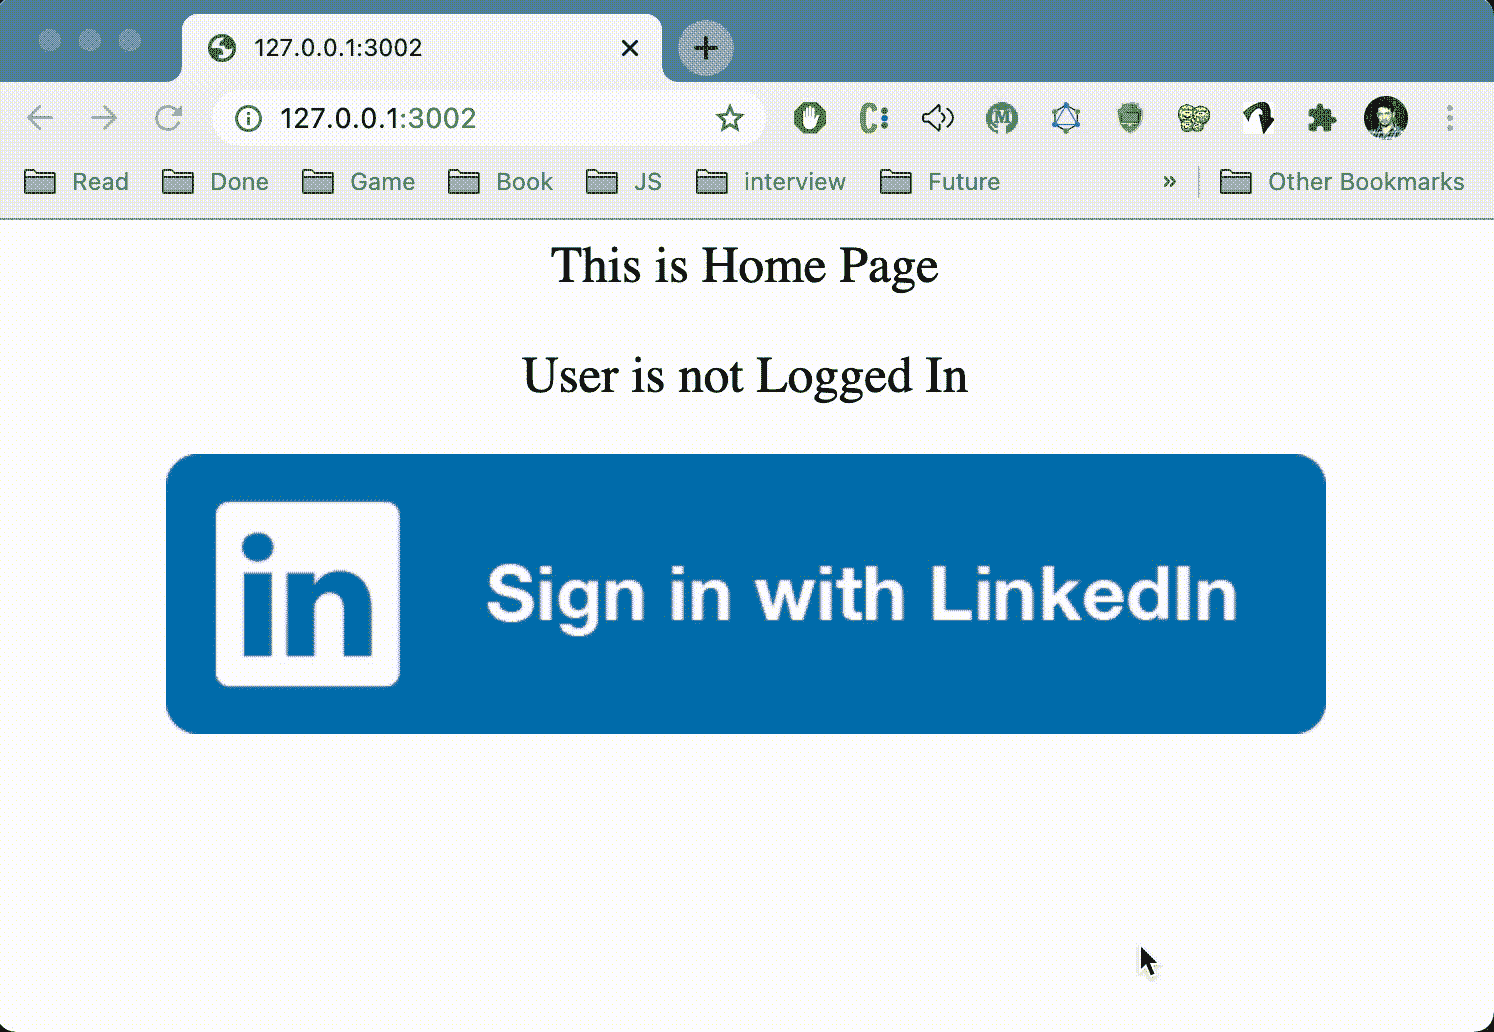 127.0.0.1:3002
127.0.0.1:3002
Read Done Game Book JS interview Future » Other Bookmarks
This is Home Page
User is not Logged In
in Sign in with LinkedIn